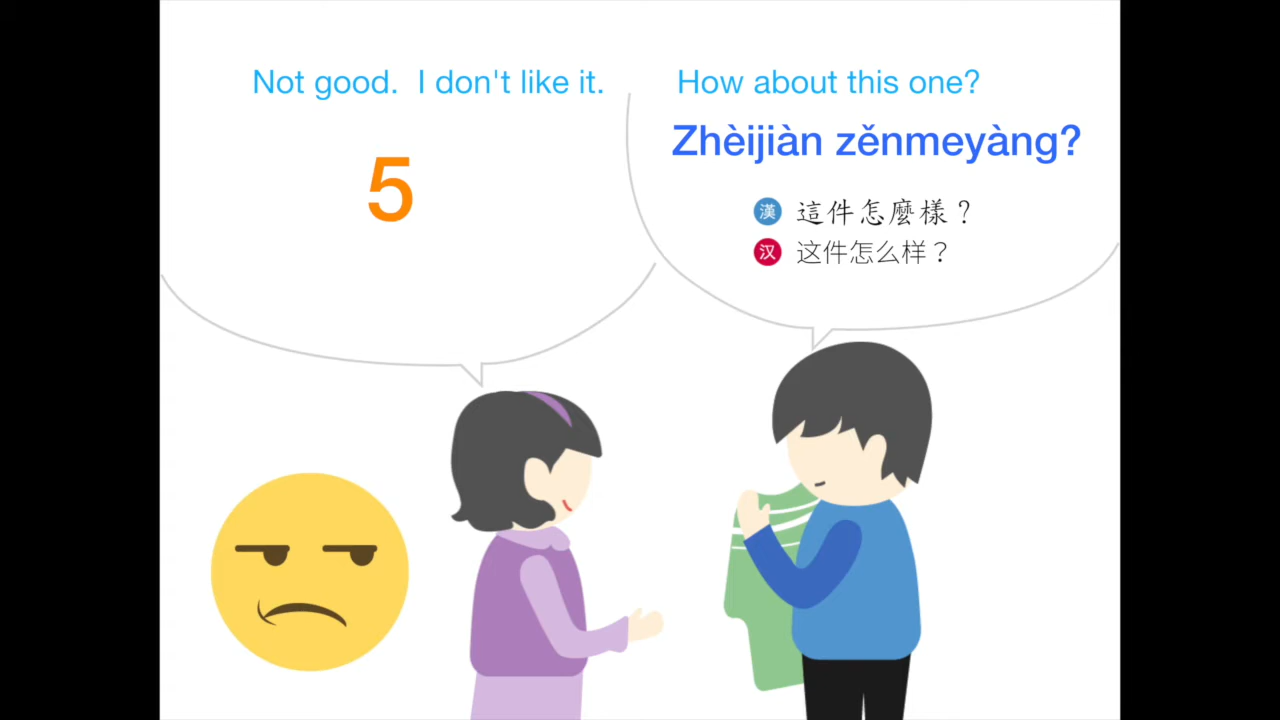 Not good.  I don't like it.
5
How about this one?
Zhèijiàn zěnmeyàng?
漢 這件怎麼樣？
汉 这件怎么样？